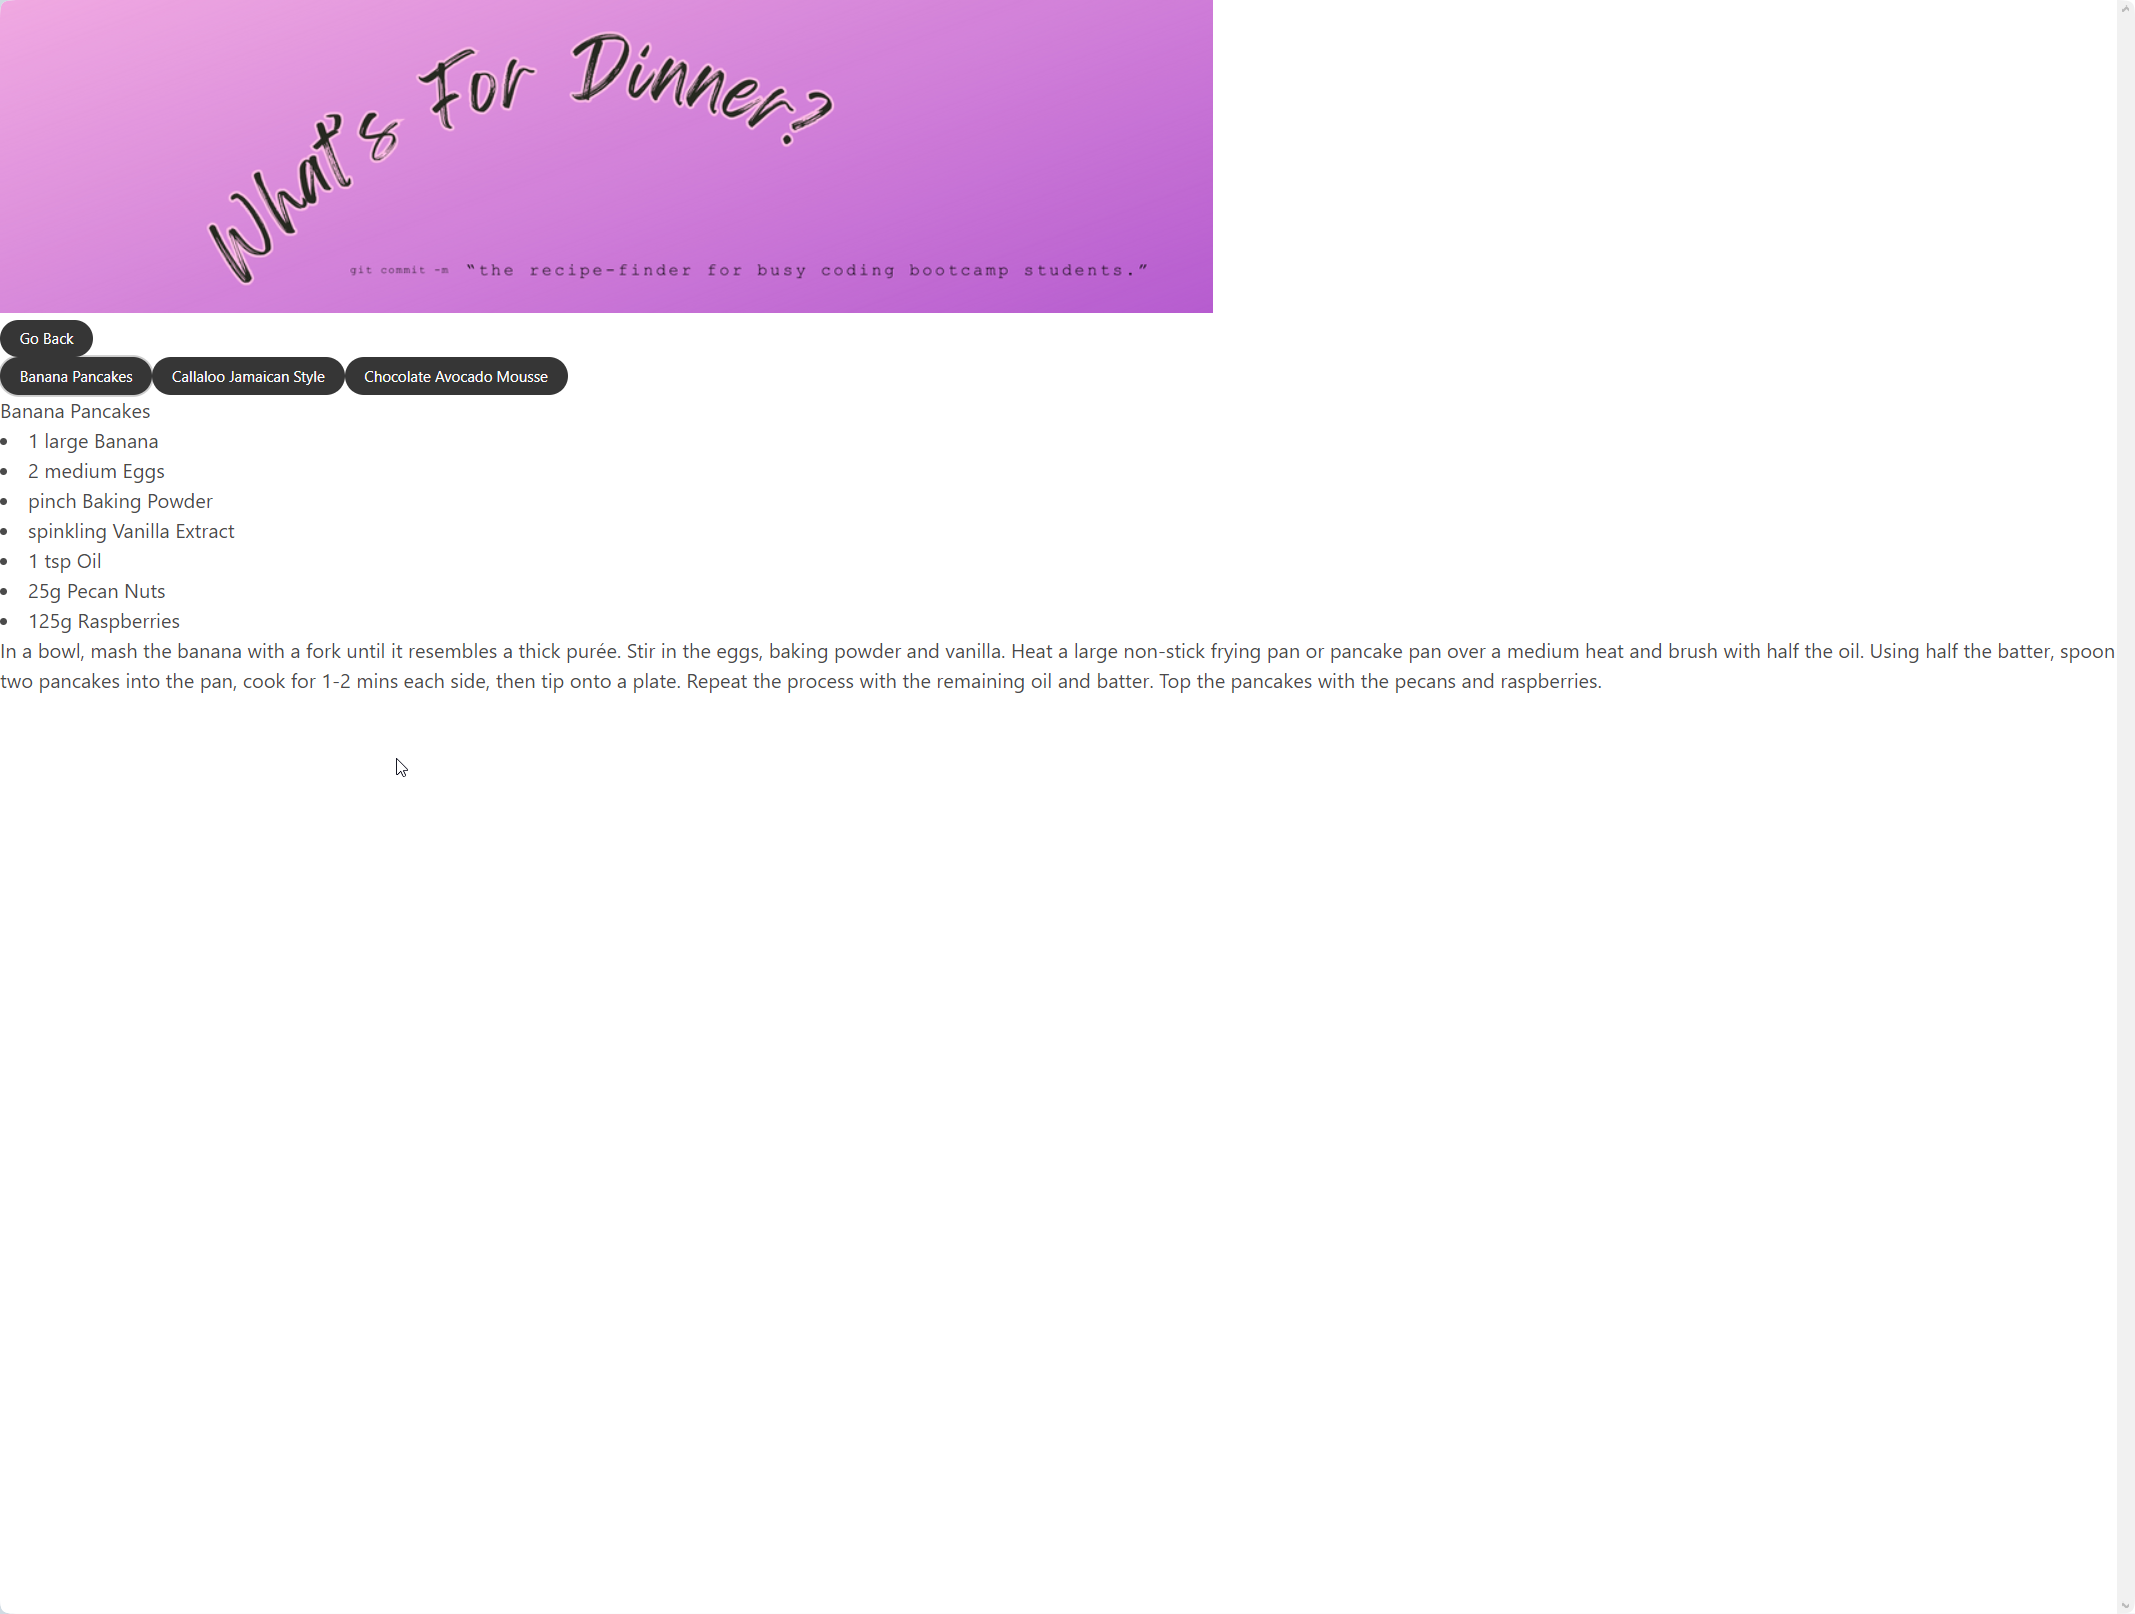 What's For Dinner?
git commit -m "the recipe-finder for busy coding bootcamp students."
Go Back
Banana Pancakes Callaloo Jamaican Style Chocolate Avocado Mousse
Banana Pancakes
• 1 large Banana
• 2 medium Eggs
• pinch Baking Powder
• spinkling Vanilla Extract
• 1 tsp Oil
• 25g Pecan Nuts
• 125g Raspberries
In a bowl, mash the banana with a fork until it resembles a thick purée. Stir in the eggs, baking powder and vanilla. Heat a large non-stick frying pan or pancake pan over a medium heat and brush with half the oil. Using half the batter, spoon
two pancakes into the pan, cook for 1-2 mins each side, then tip onto a plate. Repeat the process with the remaining oil and batter. Top the pancakes with the pecans and raspberries.